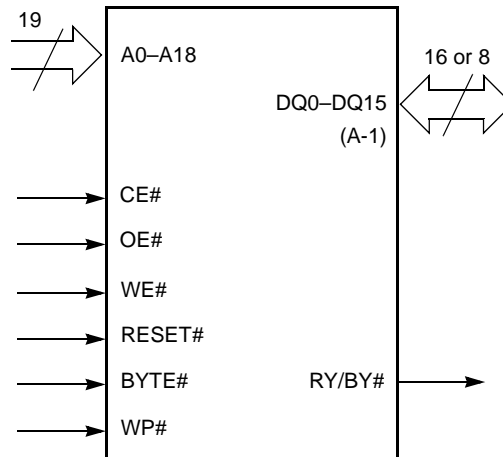 19
A0–A18
16 or 8
DQ0–DQ15
(A-1)
CE#
OE#
WE#
RESET#
BYTE#
RY/BY#
WP#